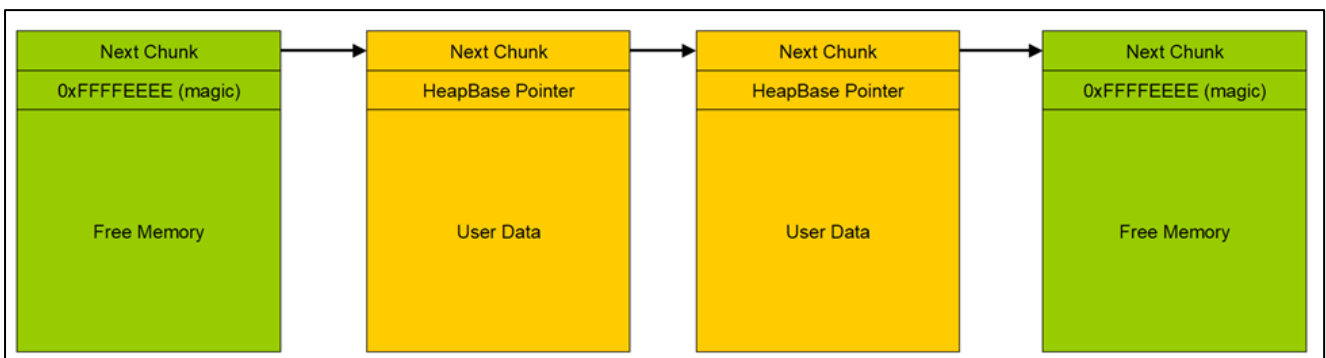 Next Chunk
0xFFFFEEEE (magic)
Free Memory
Next Chunk
HeapBase Pointer
User Data
Next Chunk
HeapBase Pointer
User Data
Next Chunk
0xFFFFEEEE (magic)
Free Memory